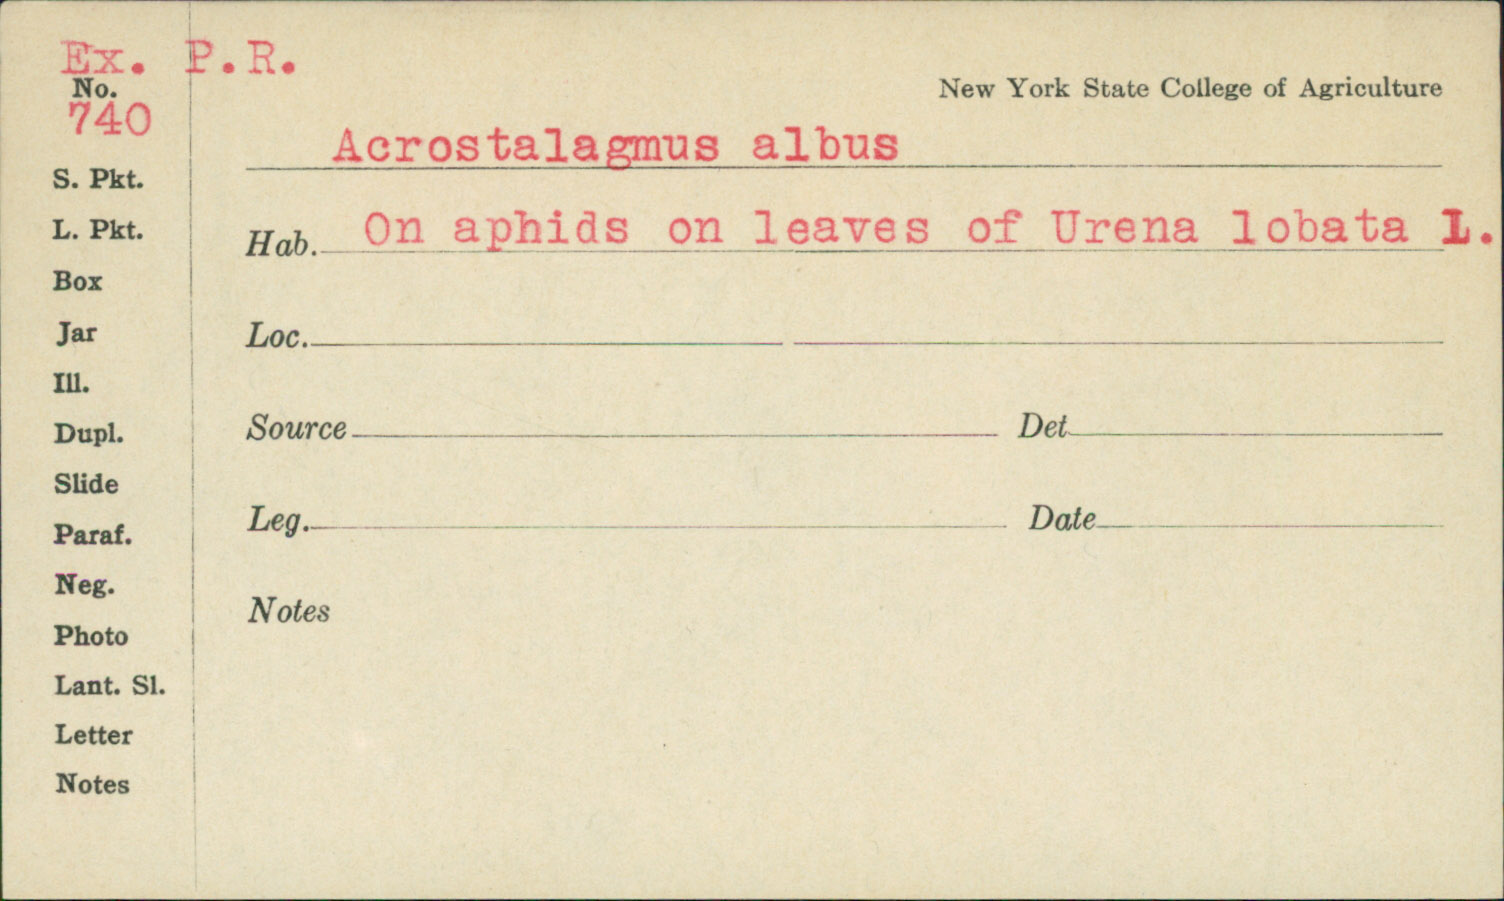 Ex. P.R.
No.
740
New York State College of Agriculture
Acrostalagmus albus
S. Pkt.
L. Pkt.
Hab. On aphids on leaves of Urena lobata L.
Box
Jar
Loc.
Ill.
Dupl.
Source Det
Slide
Paraf.
Leg. Date
Neg.
Notes
Photo
Lant. Sl.
Letter
Notes